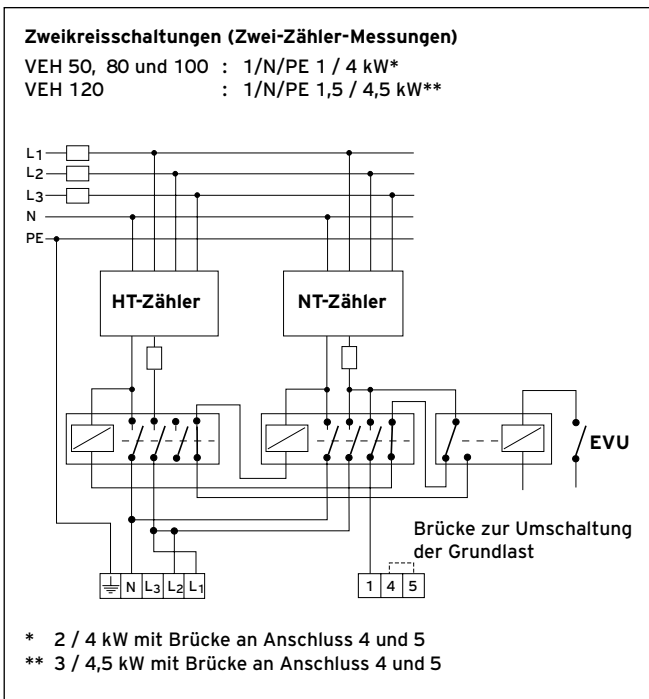 Zweikreisschaltungen (Zwei-Zähler-Messungen)
VEH 50, 80 und 100 : 1/N/PE 1 / 4 kW*
VEH 120 : 1/N/PE 1,5 / 4,5 kW**
L1
L2
L3
N
PE
HT-Zähler
NT-Zähler
EVU
Brücke zur Umschaltung
der Grundlast
N L3 L2 L1
1 4 5
* 2 / 4 kW mit Brücke an Anschluss 4 und 5
** 3 / 4,5 kW mit Brücke an Anschluss 4 und 5